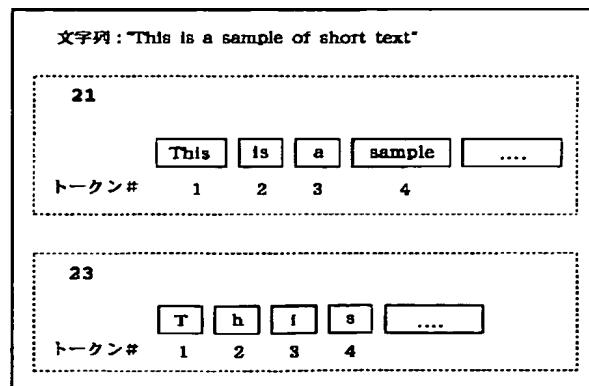 文字列："This is a sample of short text"
21
This is a sample ....
トークン# 1 2 3 4
23
T h i s ....
トークン# 1 2 3 4